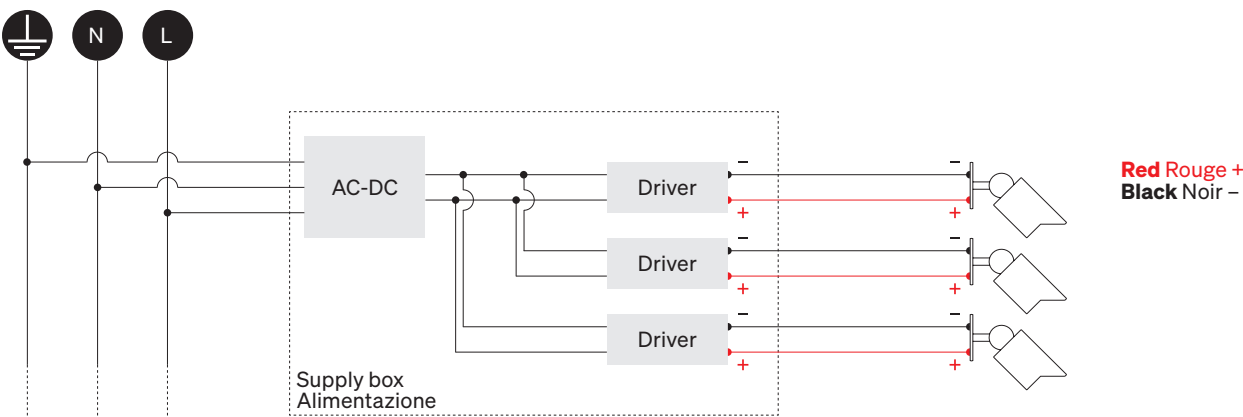 N L
AC-DC
Driver
Driver
Driver
− −
+ +
− −
+ +
− −
+ +
Red Rouge +
Black Noir –
Supply box
Alimentazione